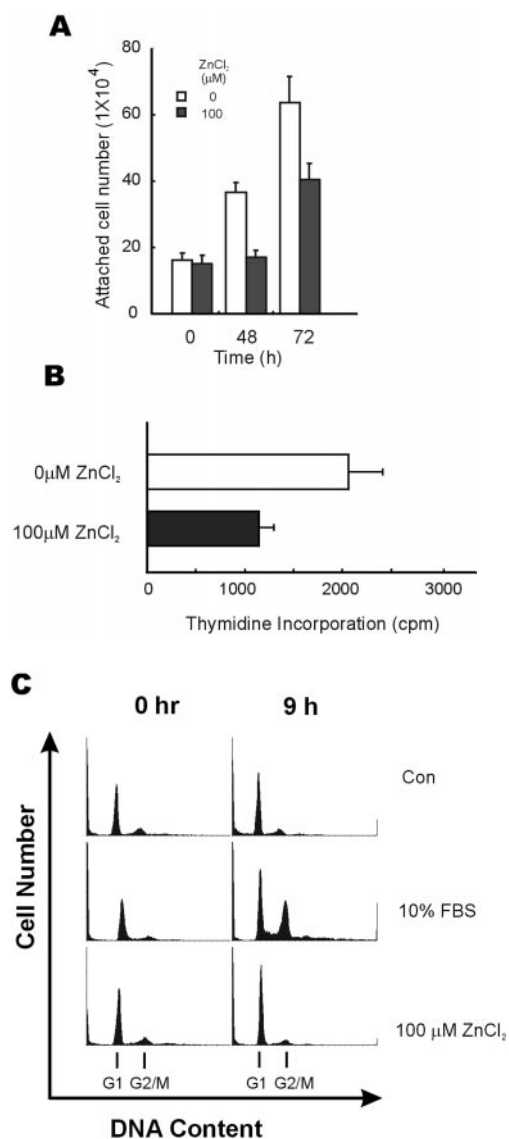 A
Attached cell number (1X10⁴)
80
60
40
20
0
ZnCl₂
(μM)
0
100
0 48 72
Time (h)
B
0μM ZnCl₂
100μM ZnCl₂
0 1000 2000 3000
Thymidine Incorporation (cpm)
C
0 hr 9 h
Cell Number
Con
10% FBS
100 μM ZnCl₂
G1 G2/M G1 G2/M
DNA Content